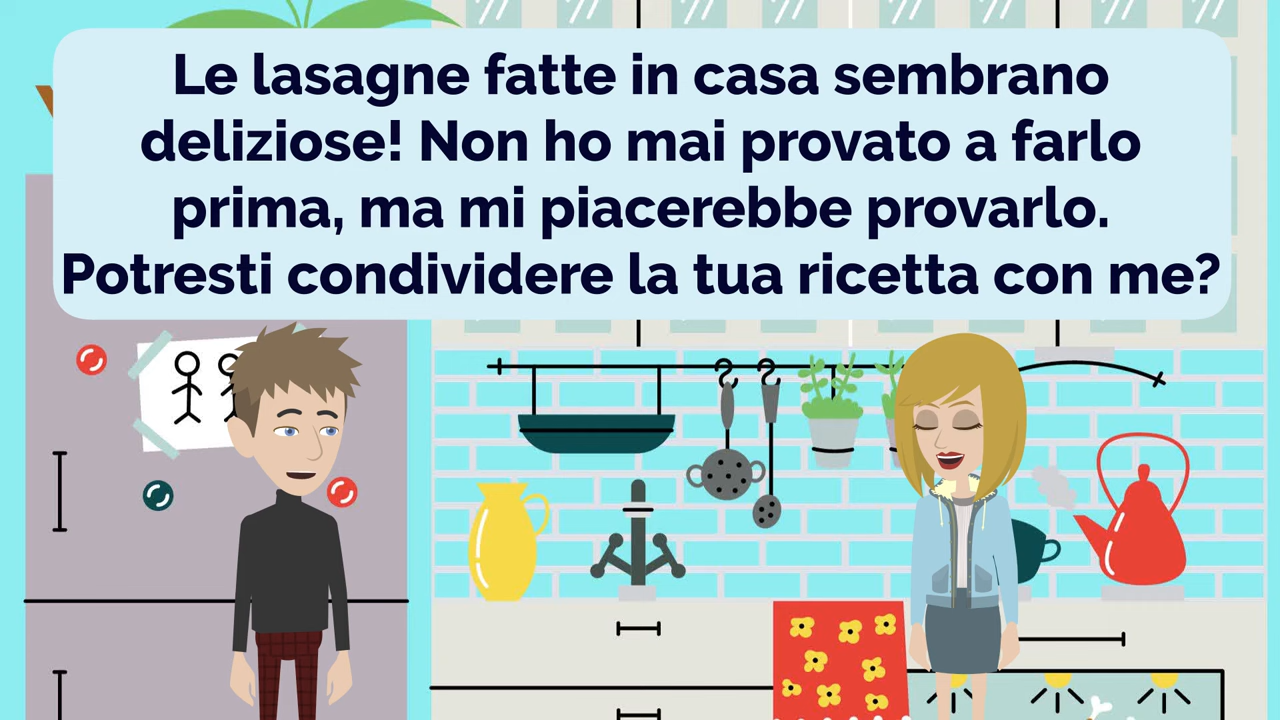 Le lasagne fatte in casa sembrano
deliziose! Non ho mai provato a farlo
prima, ma mi piacerebbe provarlo.
Potresti condividere la tua ricetta con me?